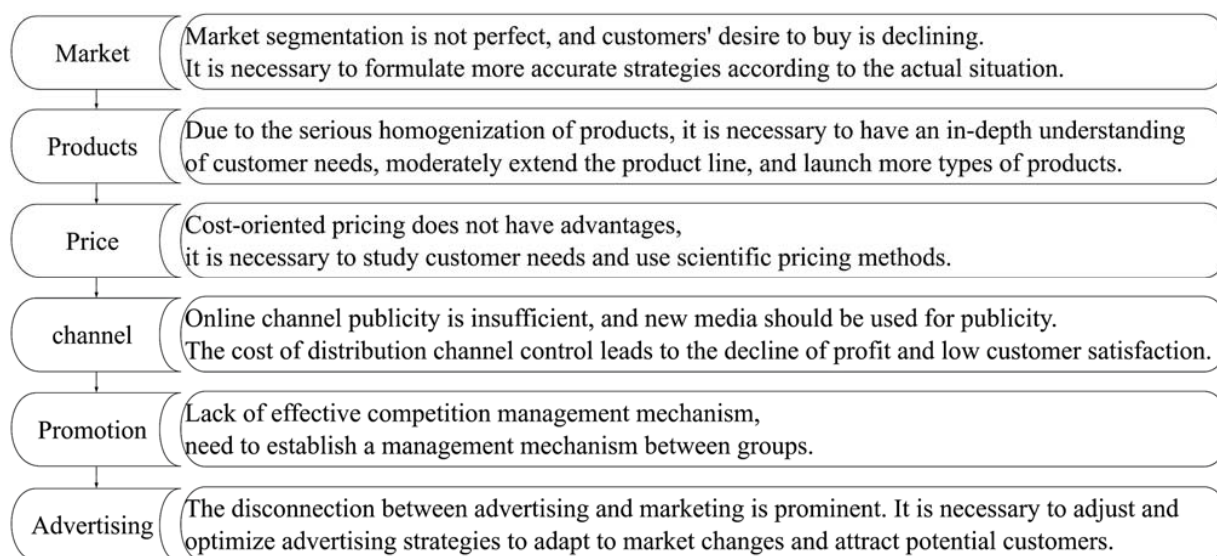 Market
Market segmentation is not perfect, and customers' desire to buy is declining.
It is necessary to formulate more accurate strategies according to the actual situation.
Products
Due to the serious homogenization of products, it is necessary to have an in-depth understanding
of customer needs, moderately extend the product line, and launch more types of products.
Price
Cost-oriented pricing does not have advantages,
it is necessary to study customer needs and use scientific pricing methods.
channel
Online channel publicity is insufficient, and new media should be used for publicity.
The cost of distribution channel control leads to the decline of profit and low customer satisfaction.
Promotion
Lack of effective competition management mechanism,
need to establish a management mechanism between groups.
Advertising
The disconnection between advertising and marketing is prominent. It is necessary to adjust and
optimize advertising strategies to adapt to market changes and attract potential customers.